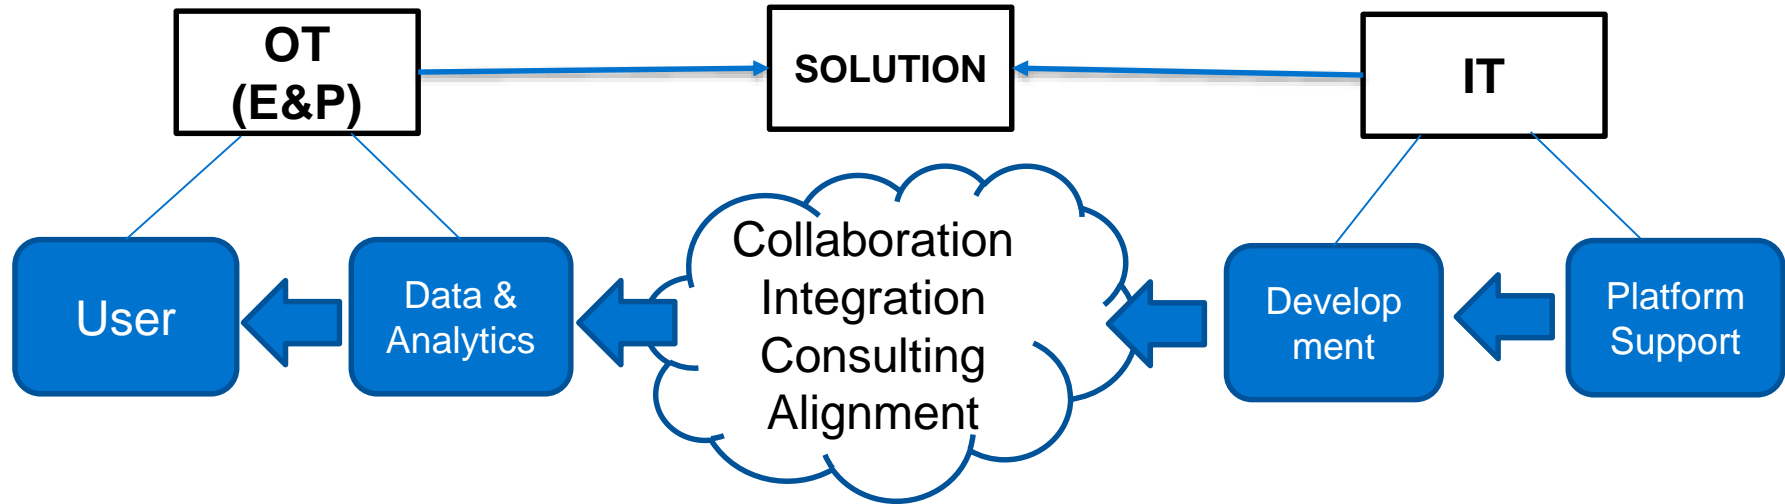 OT
(E&P)
SOLUTION
IT
User
Data &
Analytics
Collaboration
Integration
Consulting
Alignment
Develop
ment
Platform
Support